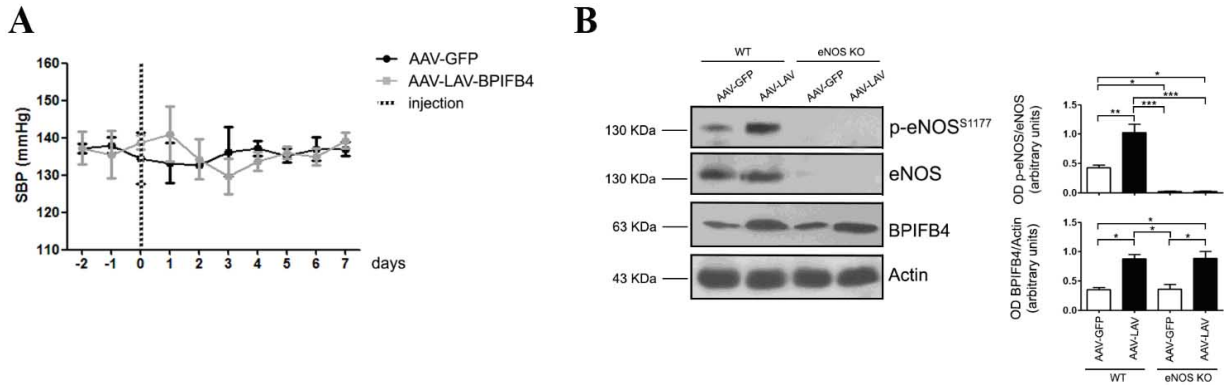 A
160
150
140
130
120
110
SBP (mmHg)
-2 -1 0 1 2 3 4 5 6 7 days
AAV-GFP
AAV-LAV-BPIFB4
injection
B
WT eNOS KO
AAV-GFP AAV-LAV AAV-GFP AAV-LAV
130 KDa p-eNOS^S1177
130 KDa eNOS
63 KDa BPIFB4
43 KDa Actin
OD p-eNOS/eNOS
(arbitrary units)
1.5
1.0
0.5
0.0
*
*
** *** ***
OD BPIFB4/Actin
(arbitrary units)
1.5
1.0
0.5
0.0
*
* * *
AAV-GFP AAV-LAV AAV-GFP AAV-LAV
WT eNOS KO